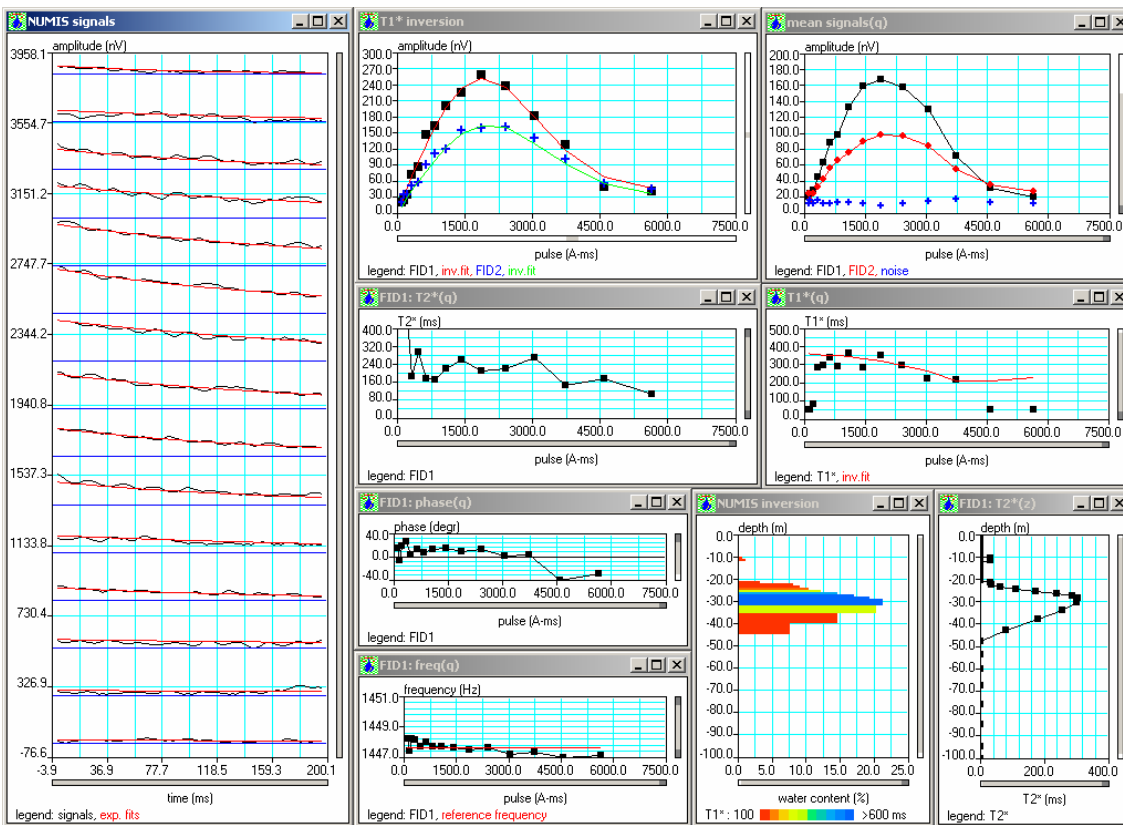 NUMIS signals
amplitude (nV)
3958.1
3554.7
3151.2
2747.7
2344.2
1940.8
1537.3
1133.8
730.4
326.9
-76.6
-3.9 36.9 77.7 118.5 159.3 200.1
time (ms)
legend: signals, exp. fits
T1* inversion
amplitude (nV)
300.0
270.0
240.0
210.0
180.0
150.0
120.0
90.0
60.0
30.0
0.0
0.0 1500.0 3000.0 4500.0 6000.0 7500.0
pulse (A-ms)
legend: FID1, inv.fit, FID2, inv.fit
mean signals(q)
amplitude (nV)
200.0
180.0
160.0
140.0
120.0
100.0
80.0
60.0
40.0
20.0
0.0
0.0 1500.0 3000.0 4500.0 6000.0 7500.0
pulse (A-ms)
legend: FID1, FID2, noise
FID1: T2*(q)
T2* (ms)
400.0
320.0
240.0
160.0
80.0
0.0
0.0 1500.0 3000.0 4500.0 6000.0 7500.0
pulse (A-ms)
legend: FID1
T1*(q)
T1* (ms)
500.0
400.0
300.0
200.0
100.0
0.0
0.0 1500.0 3000.0 4500.0 6000.0 7500.0
pulse (A-ms)
legend: T1*, inv.fit
FID1: phase(q)
phase (degr)
40.0
0.0
-40.0
0.0 1500.0 3000.0 4500.0 6000.0 7500.0
pulse (A-ms)
legend: FID1
FID1: freq(q)
frequency (Hz)
1451.0
1449.0
1447.0
0.0 1500.0 3000.0 4500.0 6000.0 7500.0
pulse (A-ms)
legend: FID1, reference frequency
NUMIS inversion
depth (m)
0.0
-10.0
-20.0
-30.0
-40.0
-50.0
-60.0
-70.0
-80.0
-90.0
-100.0
0.0 5.0 10.0 15.0 20.0 25.0
water content (%)
T1* : 100 >600 ms
FID1: T2*(z)
depth (m)
0.0
-10.0
-20.0
-30.0
-40.0
-50.0
-60.0
-70.0
-80.0
-90.0
-100.0
0.0 200.0 400.0
T2* (ms)
legend: T2*